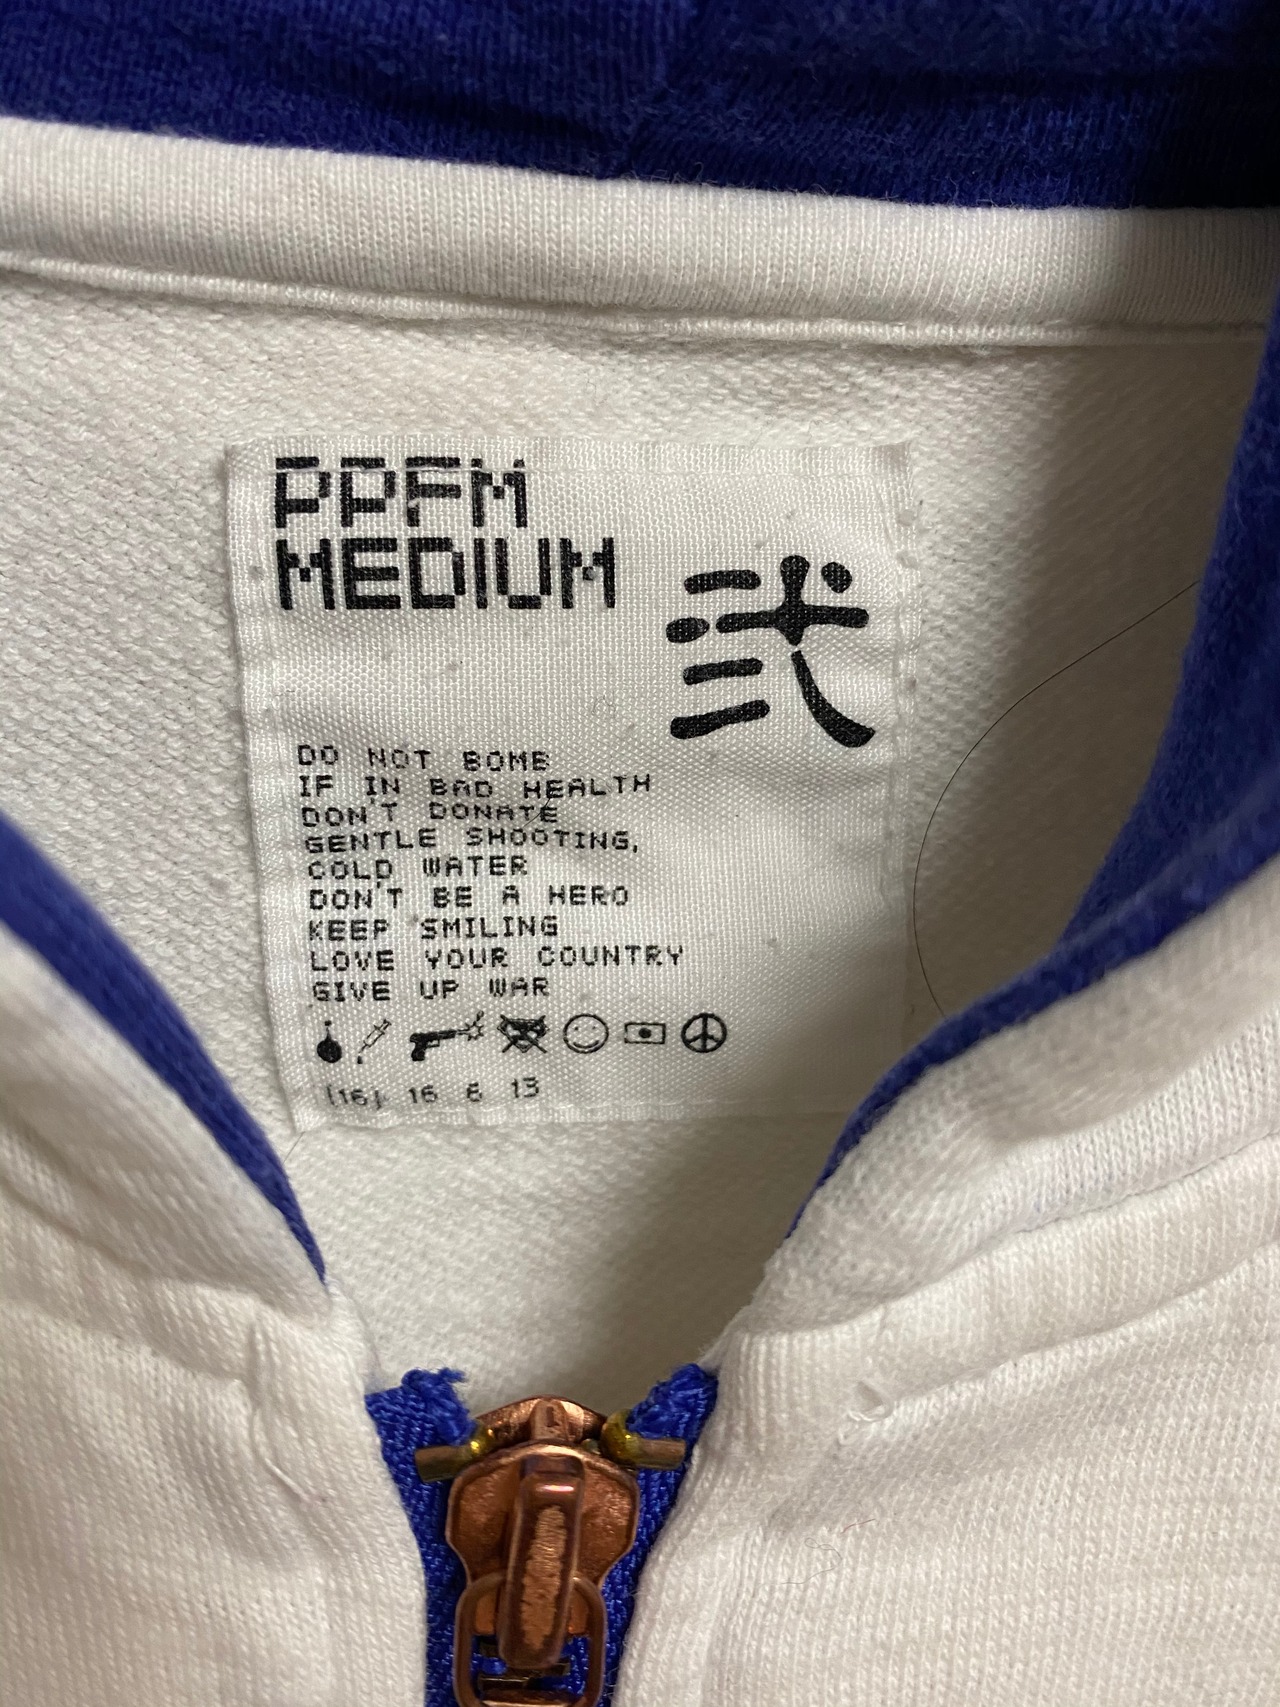 PPFM
MEDIUM
弐
DO NOT BOMB
IF IN BAD HEALTH
DON'T DONATE
GENTLE SHOOTING,
COLD WATER
DON'T BE A HERO
KEEP SMILING
LOVE YOUR COUNTRY
GIVE UP WAR
(16) 16 6 13